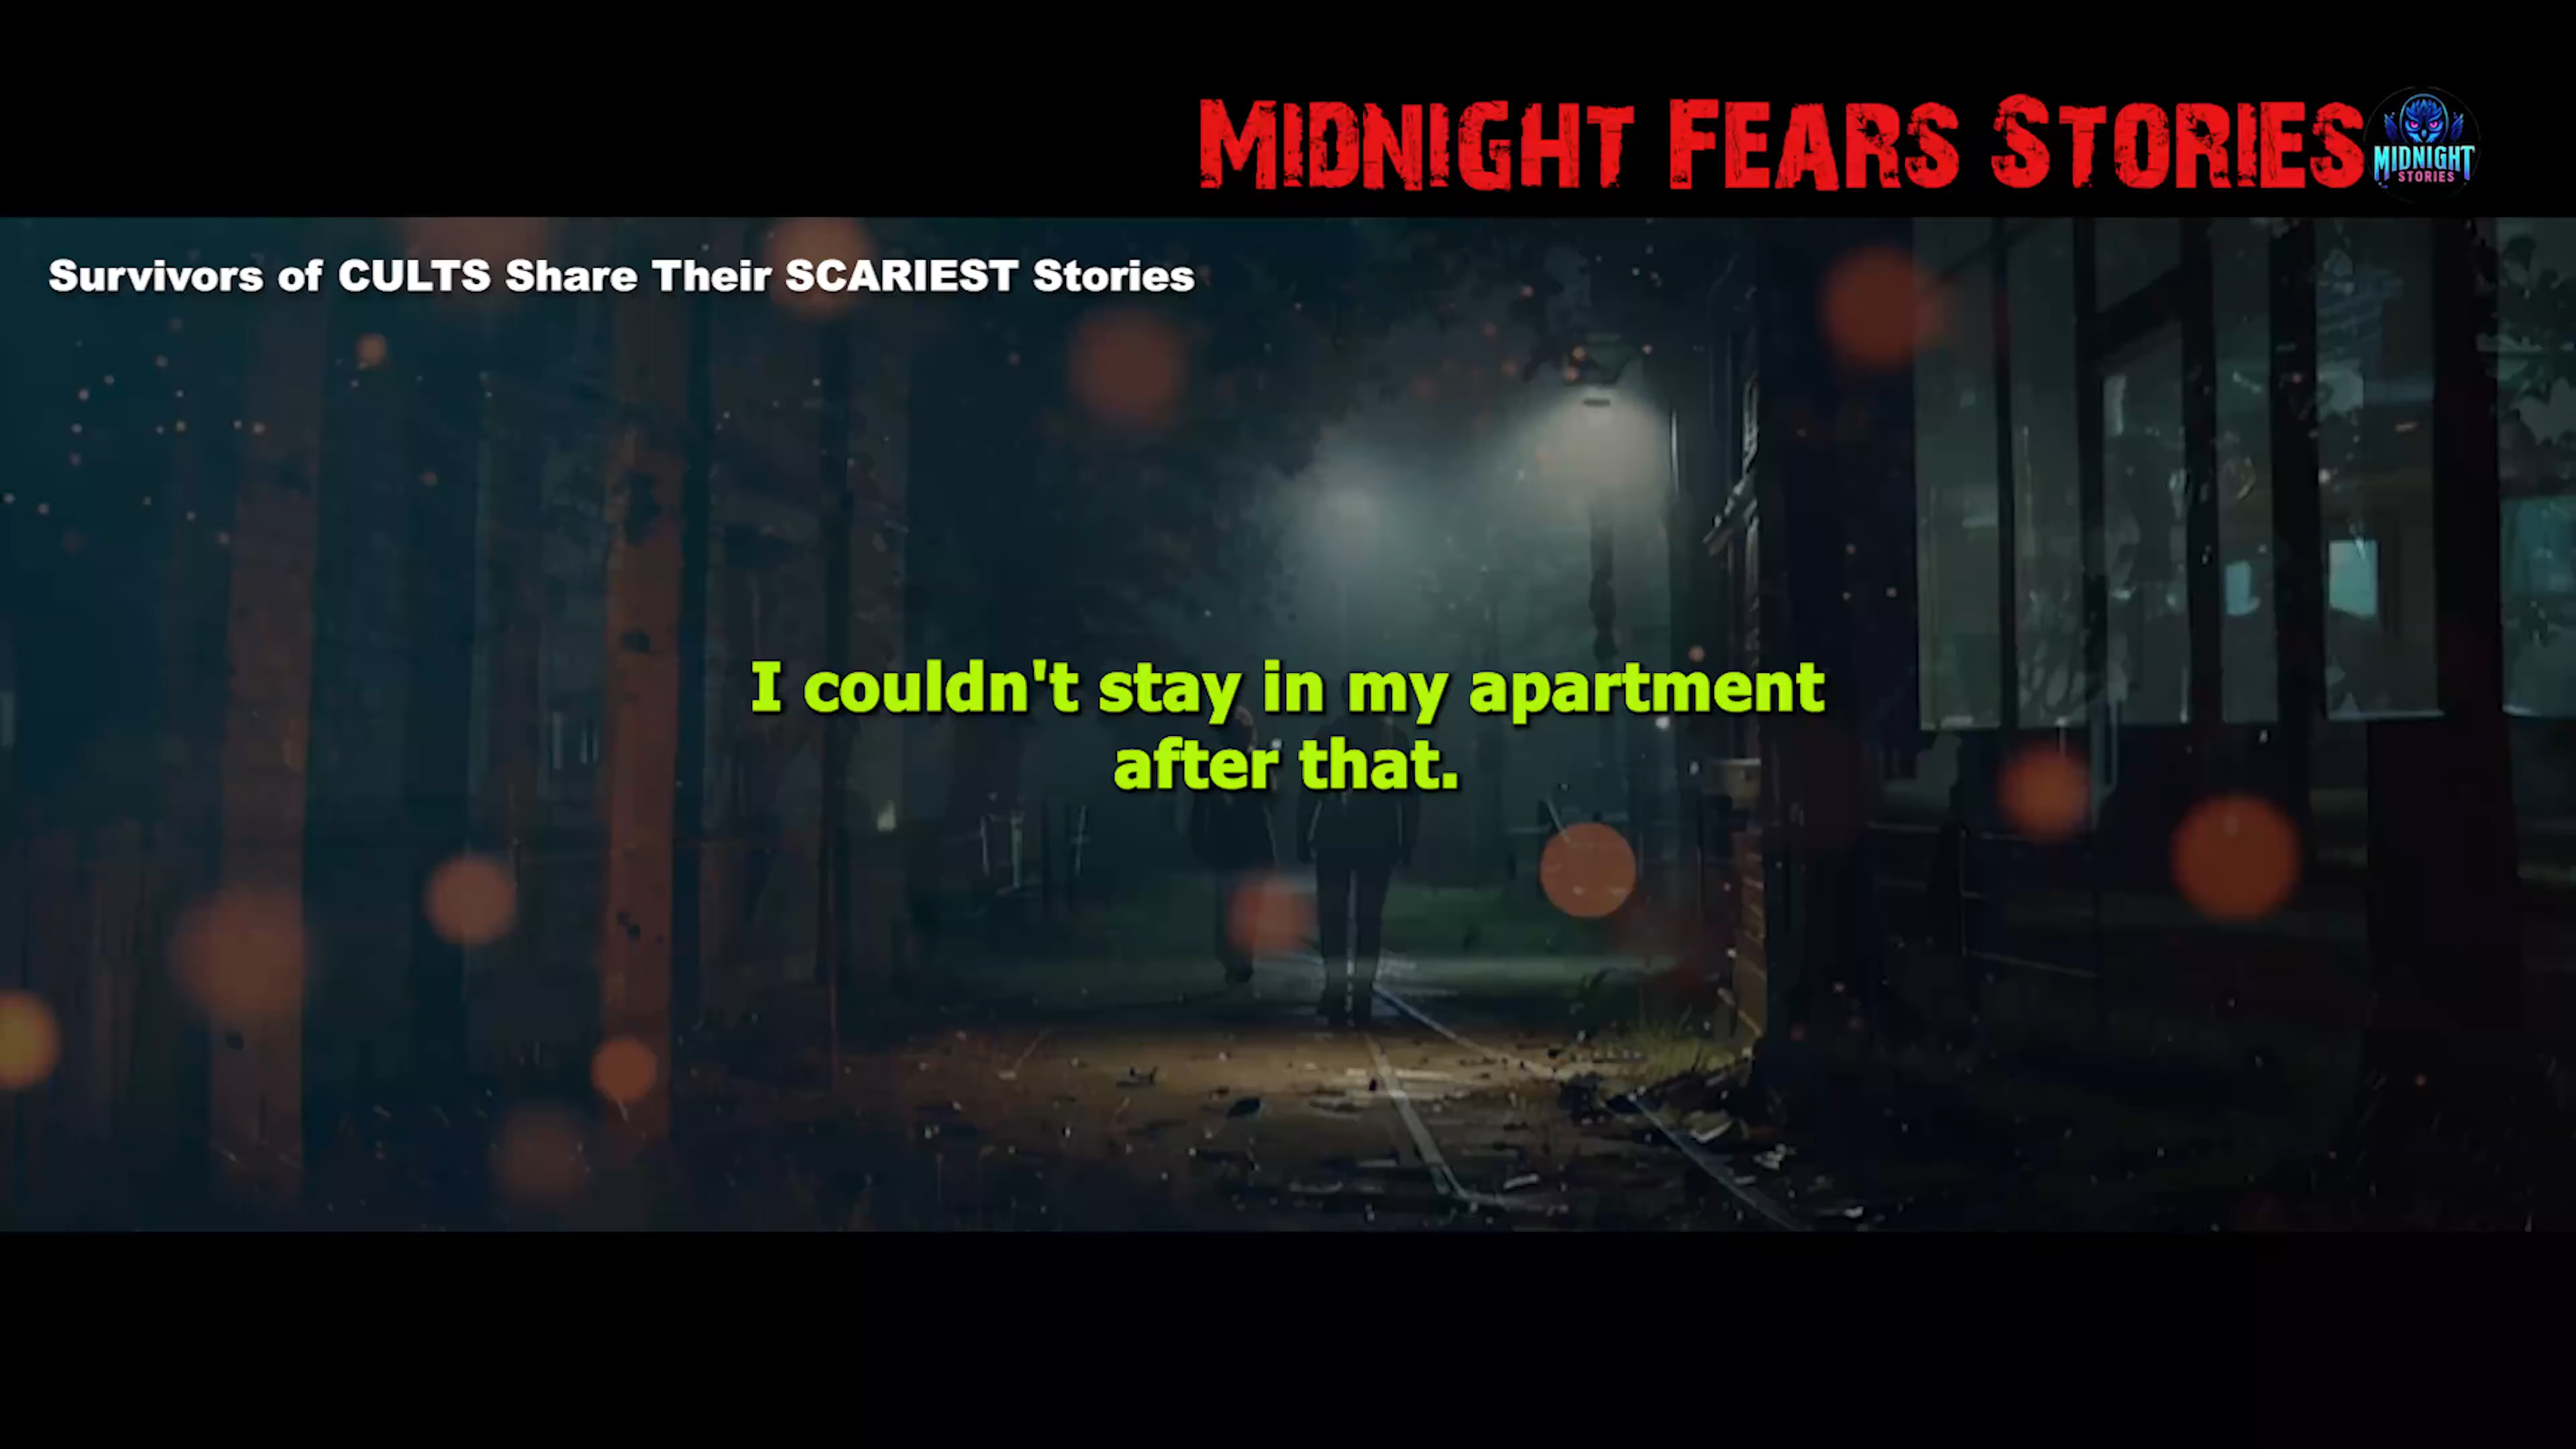 MIDNIGHT FEARS STORIES
MIDNIGHT
STORIES
Survivors of CULTS Share Their SCARIEST Stories
I couldn't stay in my apartment
after that.